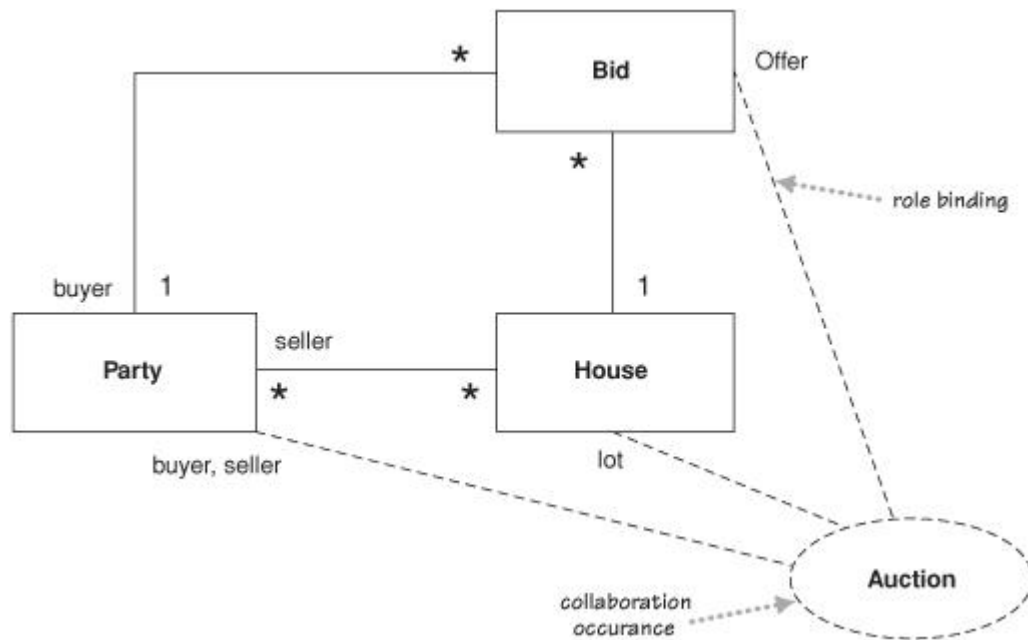 *
Bid
Offer
*
role binding
buyer
1
1
seller
Party
House
*
*
buyer, seller
lot
Auction
collaboration
occurance